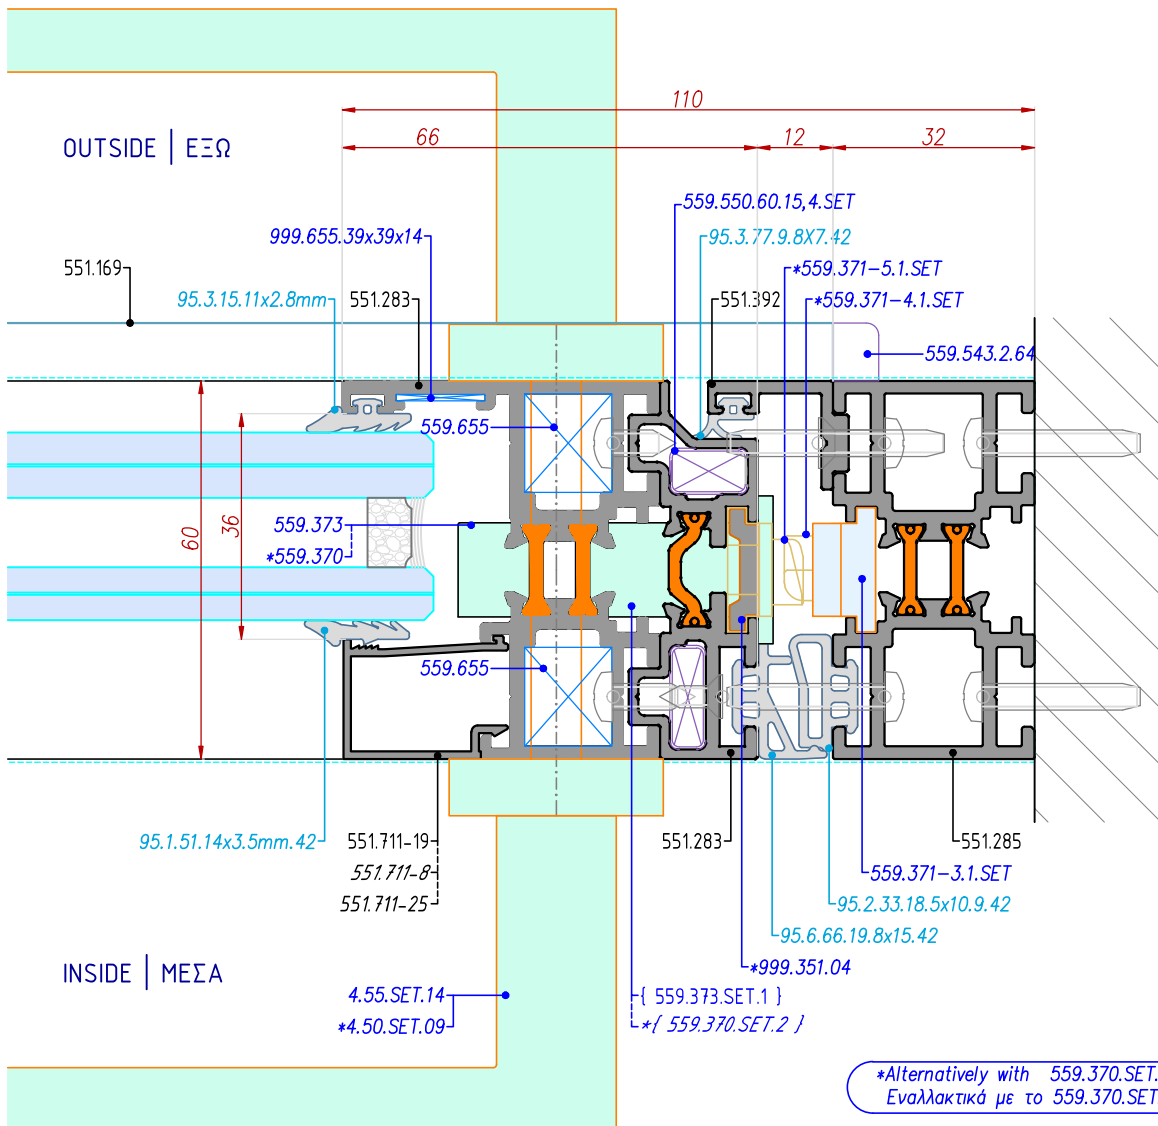 110
66
12
32
OUTSIDE | ΕΞΩ
559.550.60.15,4.SET
999.655.39x39x14
95.3.77.9.8X7.42
551.169
*559.371-5.1.SET
95.3.15.11x2.8mm
551.283
551.392
*559.371-4.1.SET
559.543.2.64
559.655
60
36
559.373
*559.370
559.655
95.1.51.14x3.5mm.42
551.711-19
551.283
551.285
551.711-8
559.371-3.1.SET
551.711-25
95.2.33.18.5x10.9.42
95.6.66.19.8x15.42
INSIDE | ΜΕΣΑ
*999.351.04
4.55.SET.14
{ 559.373.SET.1 }
*4.50.SET.09
*{ 559.370.SET.2 }
*Alternatively with 559.370.SET.
Εναλλακτικά με το 559.370.SET